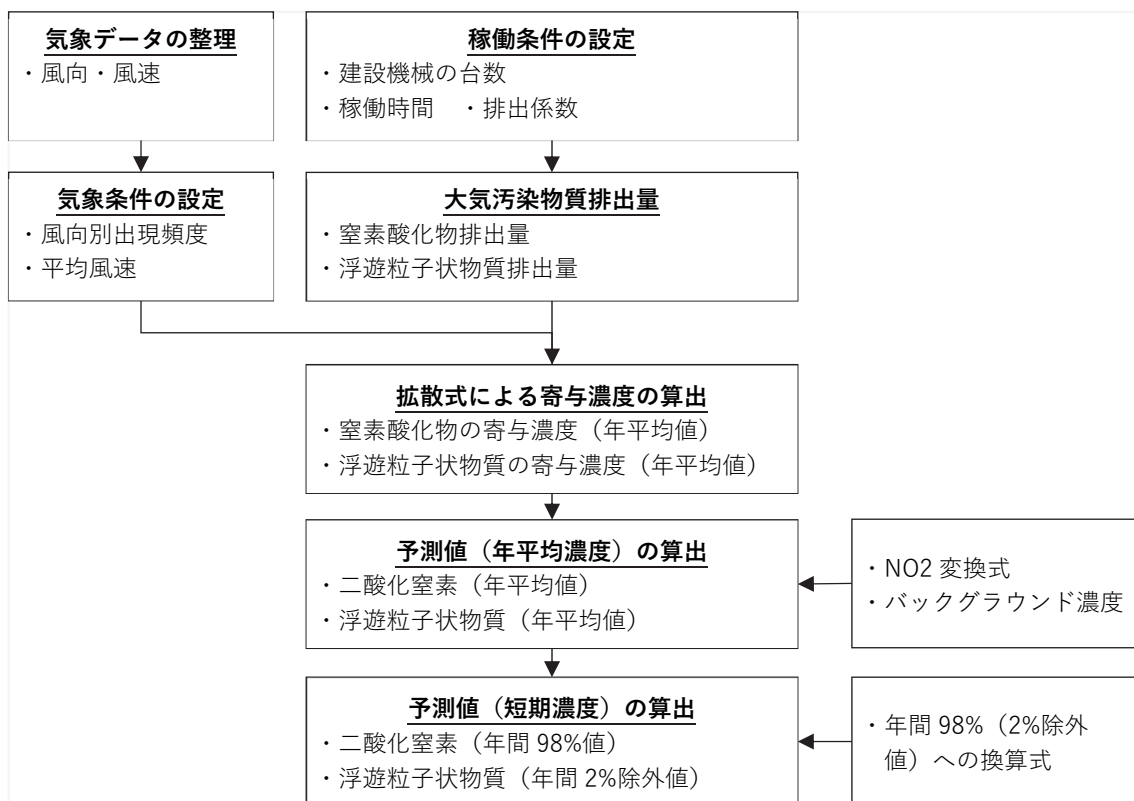 気象データの整理
・風向・風速
稼働条件の設定
・建設機械の台数
・稼働時間　・排出係数
気象条件の設定
・風向別出現頻度
・平均風速
大気汚染物質排出量
・窒素酸化物排出量
・浮遊粒子状物質排出量
拡散式による寄与濃度の算出
・窒素酸化物の寄与濃度（年平均値）
・浮遊粒子状物質の寄与濃度（年平均値）
予測値（年平均濃度）の算出
・二酸化窒素（年平均値）
・浮遊粒子状物質（年平均値）
・NO2 変換式
・バックグラウンド濃度
予測値（短期濃度）の算出
・二酸化窒素（年間 98%値）
・浮遊粒子状物質（年間 2%除外値）
・年間 98%（2%除外
値）への換算式